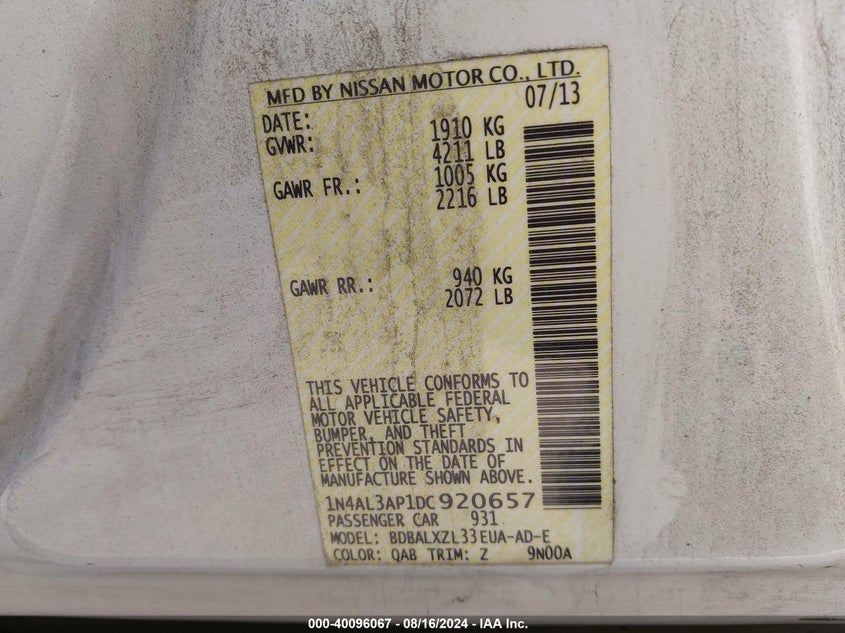 MFD BY NISSAN MOTOR CO., LTD.
DATE: 07/13
GVWR: 1910 KG
4211 LB
GAWR FR.: 1005 KG
2216 LB
GAWR RR.: 940 KG
2072 LB
THIS VEHICLE CONFORMS TO
ALL APPLICABLE FEDERAL
MOTOR VEHICLE SAFETY,
BUMPER, AND THEFT
PREVENTION STANDARDS IN
EFFECT ON THE DATE OF
MANUFACTURE SHOWN ABOVE.
1N4AL3AP1DC920657
PASSENGER CAR 931
MODEL: BDBALXZL33EUA-AD-E
COLOR: QAB TRIM: Z 9N00A
000-40096067 - 08/16/2024 - IAA Inc.